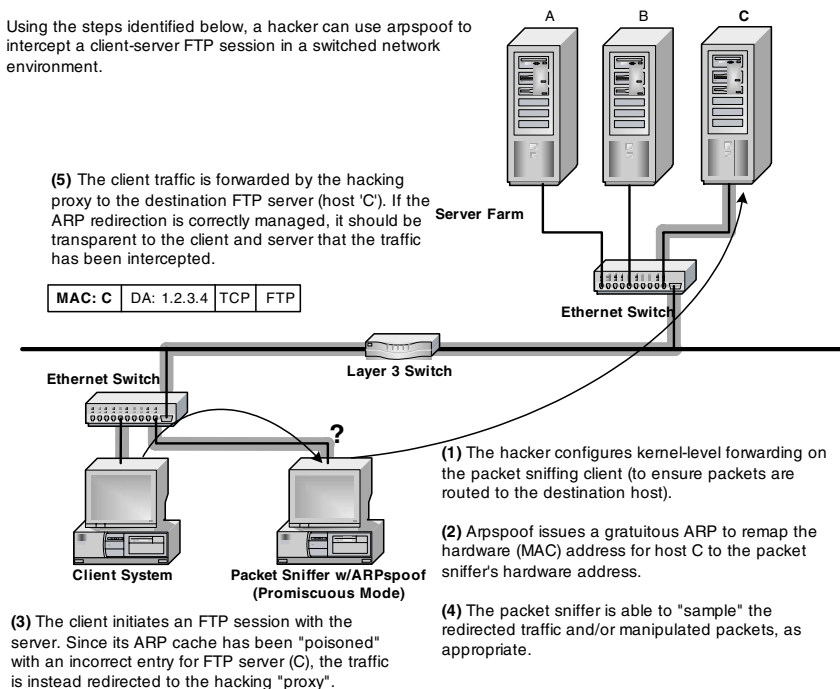 Using the steps identified below, a hacker can use arpspoof to
intercept a client-server FTP session in a switched network
environment.
A
B
C
(5) The client traffic is forwarded by the hacking
proxy to the destination FTP server (host 'C'). If the
ARP redirection is correctly managed, it should be
transparent to the client and server that the traffic
has been intercepted.
Server Farm
MAC: C DA: 1.2.3.4 TCP FTP
Ethernet Switch
Layer 3 Switch
Ethernet Switch
?
Client System
Packet Sniffer w/ARPspoof
(Promiscuous Mode)
(1) The hacker configures kernel-level forwarding on
the packet sniffing client (to ensure packets are
routed to the destination host).
(2) Arpspoof issues a gratuitous ARP to remap the
hardware (MAC) address for host C to the packet
sniffer's hardware address.
(3) The client initiates an FTP session with the
server. Since its ARP cache has been "poisoned"
with an incorrect entry for FTP server (C), the traffic
is instead redirected to the hacking "proxy".
(4) The packet sniffer is able to "sample" the
redirected traffic and/or manipulated packets, as
appropriate.